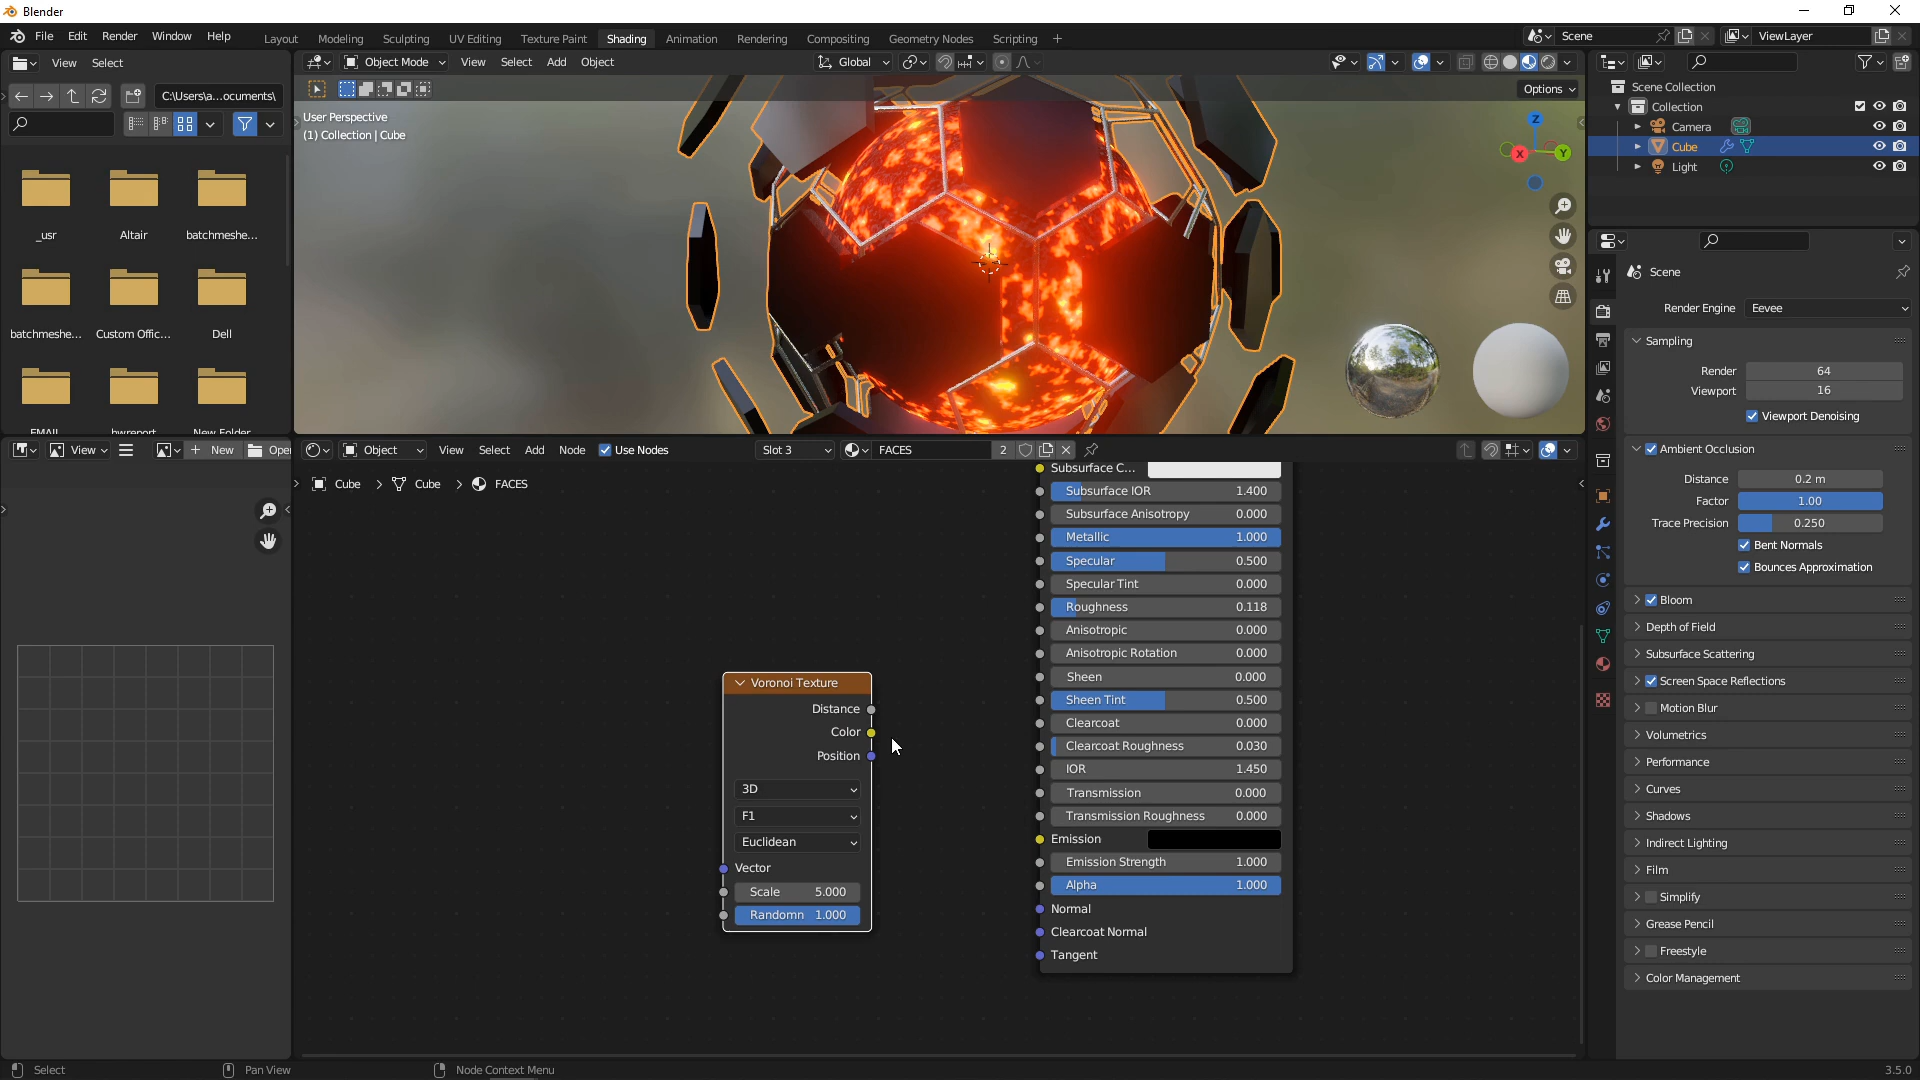 Blender
File Edit Render Window Help
Layout Modeling Sculpting UV Editing Texture Paint Shading Animation Rendering Compositing Geometry Nodes Scripting +
Scene
ViewLayer
View Select
C:\Users\a...ocuments\
_usr Altair batchmeshe...
batchmeshe... Custom Offic... Dell
EMAIL hwreport New Folder
Object Mode View Select Add Object
Global
Options
User Perspective
(1) Collection | Cube
Z
X Y
Scene Collection
Collection
Camera
Cube
Light
Scene
Render Engine Eevee
Sampling
Render 64
Viewport 16
Viewport Denoising
Ambient Occlusion
Distance 0.2 m
Factor 1.00
Trace Precision 0.250
Bent Normals
Bounces Approximation
Bloom
Depth of Field
Subsurface Scattering
Screen Space Reflections
Motion Blur
Volumetrics
Performance
Curves
Shadows
Indirect Lighting
Film
Simplify
Grease Pencil
Freestyle
Color Management
View
+ New Open
Object View Select Add Node Use Nodes
Slot 3
FACES 2
Cube > Cube > FACES
Voronoi Texture
Distance
Color
Position
3D
F1
Euclidean
Vector
Scale 5.000
Randomn 1.000
Subsurface C...
Subsurface IOR 1.400
Subsurface Anisotropy 0.000
Metallic 1.000
Specular 0.500
Specular Tint 0.000
Roughness 0.118
Anisotropic 0.000
Anisotropic Rotation 0.000
Sheen 0.000
Sheen Tint 0.500
Clearcoat 0.000
Clearcoat Roughness 0.030
IOR 1.450
Transmission 0.000
Transmission Roughness 0.000
Emission
Emission Strength 1.000
Alpha 1.000
Normal
Clearcoat Normal
Tangent
Select Pan View Node Context Menu
3.5.0